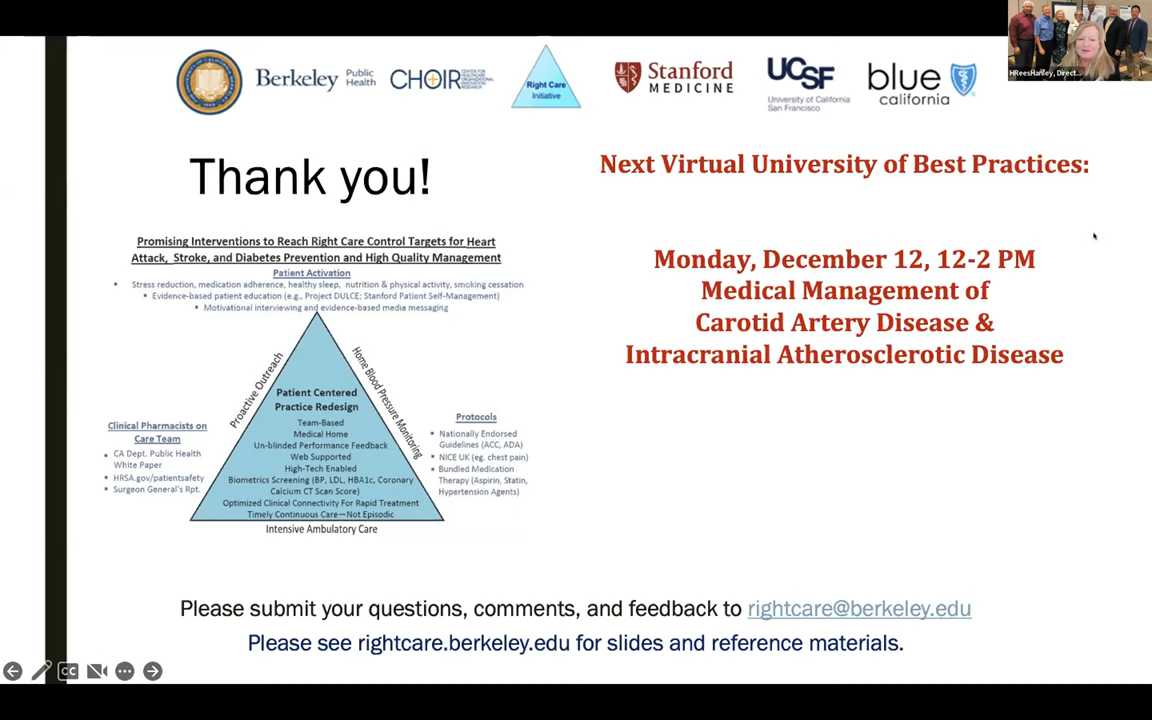 HReesHanley, Direct...
Berkeley Public Health
CHOIR
CENTER FOR HEALTHCARE ORGANIZATIONAL INNOVATION RESEARCH
Right Care
Initiative
Stanford
MEDICINE
UCSF
University of California
San Francisco
blue
california
Thank you!
Next Virtual University of Best Practices:
Monday, December 12, 12-2 PM
Medical Management of
Carotid Artery Disease &
Intracranial Atherosclerotic Disease
Promising Interventions to Reach Right Care Control Targets for Heart
Attack, Stroke, and Diabetes Prevention and High Quality Management
Patient Activation
▪ Stress reduction, medication adherence, healthy sleep, nutrition & physical activity, smoking cessation
▪ Evidence-based patient education (e.g., Project DULCE; Stanford Patient Self-Management)
▪ Motivational interviewing and evidence-based media messaging
Proactive Outreach
Home Blood Pressure Monitoring
Patient Centered
Practice Redesign
Team-Based
Medical Home
Un-blinded Performance Feedback
Web Supported
High-Tech Enabled
Biometrics Screening (BP, LDL, HBA1c, Coronary
Calcium CT Scan Score)
Optimized Clinical Connectivity For Rapid Treatment
Timely Continuous Care—Not Episodic
Intensive Ambulatory Care
Clinical Pharmacists on
Care Team
▪ CA Dept. Public Health
White Paper
▪ HRSA.gov/patientsafety
▪ Surgeon General's Rpt.
Protocols
▪ Nationally Endorsed
Guidelines (ACC, ADA)
▪ NICE UK (eg. chest pain)
▪ Bundled Medication
Therapy (Aspirin, Statin,
Hypertension Agents)
Please submit your questions, comments, and feedback to rightcare@berkeley.edu
Please see rightcare.berkeley.edu for slides and reference materials.
CC